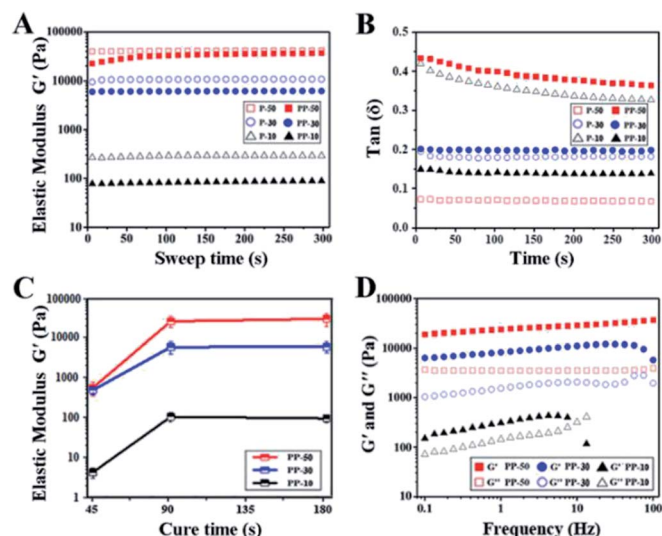 A
Elastic Modulus G′ (Pa)
100000
10000
1000
100
10
P-50 PP-50
P-30 PP-30
P-10 PP-10
0 50 100 150 200 250 300
Sweep time (s)
B
Tan (δ)
0.5
0.4
0.3
0.2
0.1
0.0
P-50 PP-50
P-30 PP-30
P-10 PP-10
0 50 100 150 200 250 300
Time (s)
C
Elastic Modulus G′ (Pa)
100000
10000
1000
100
10
1
PP-50
PP-30
PP-10
45 90 135 180
Cure time (s)
D
G′ and G′′ (Pa)
100000
10000
1000
100
10
G′ PP-50 G′ PP-30 G′ PP-10
G′′ PP-50 G′′ PP-30 G′′ PP-10
0.1 1 10 100
Frequency (Hz)